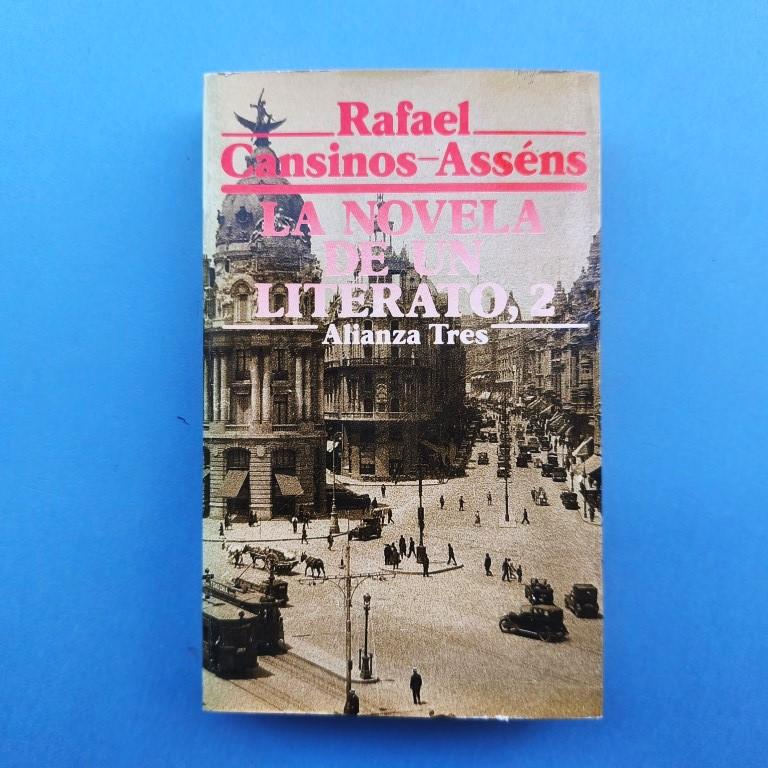 Rafael
Cansinos-Asséns
LA NOVELA
DE UN
LITERATO, 2
Alianza Tres